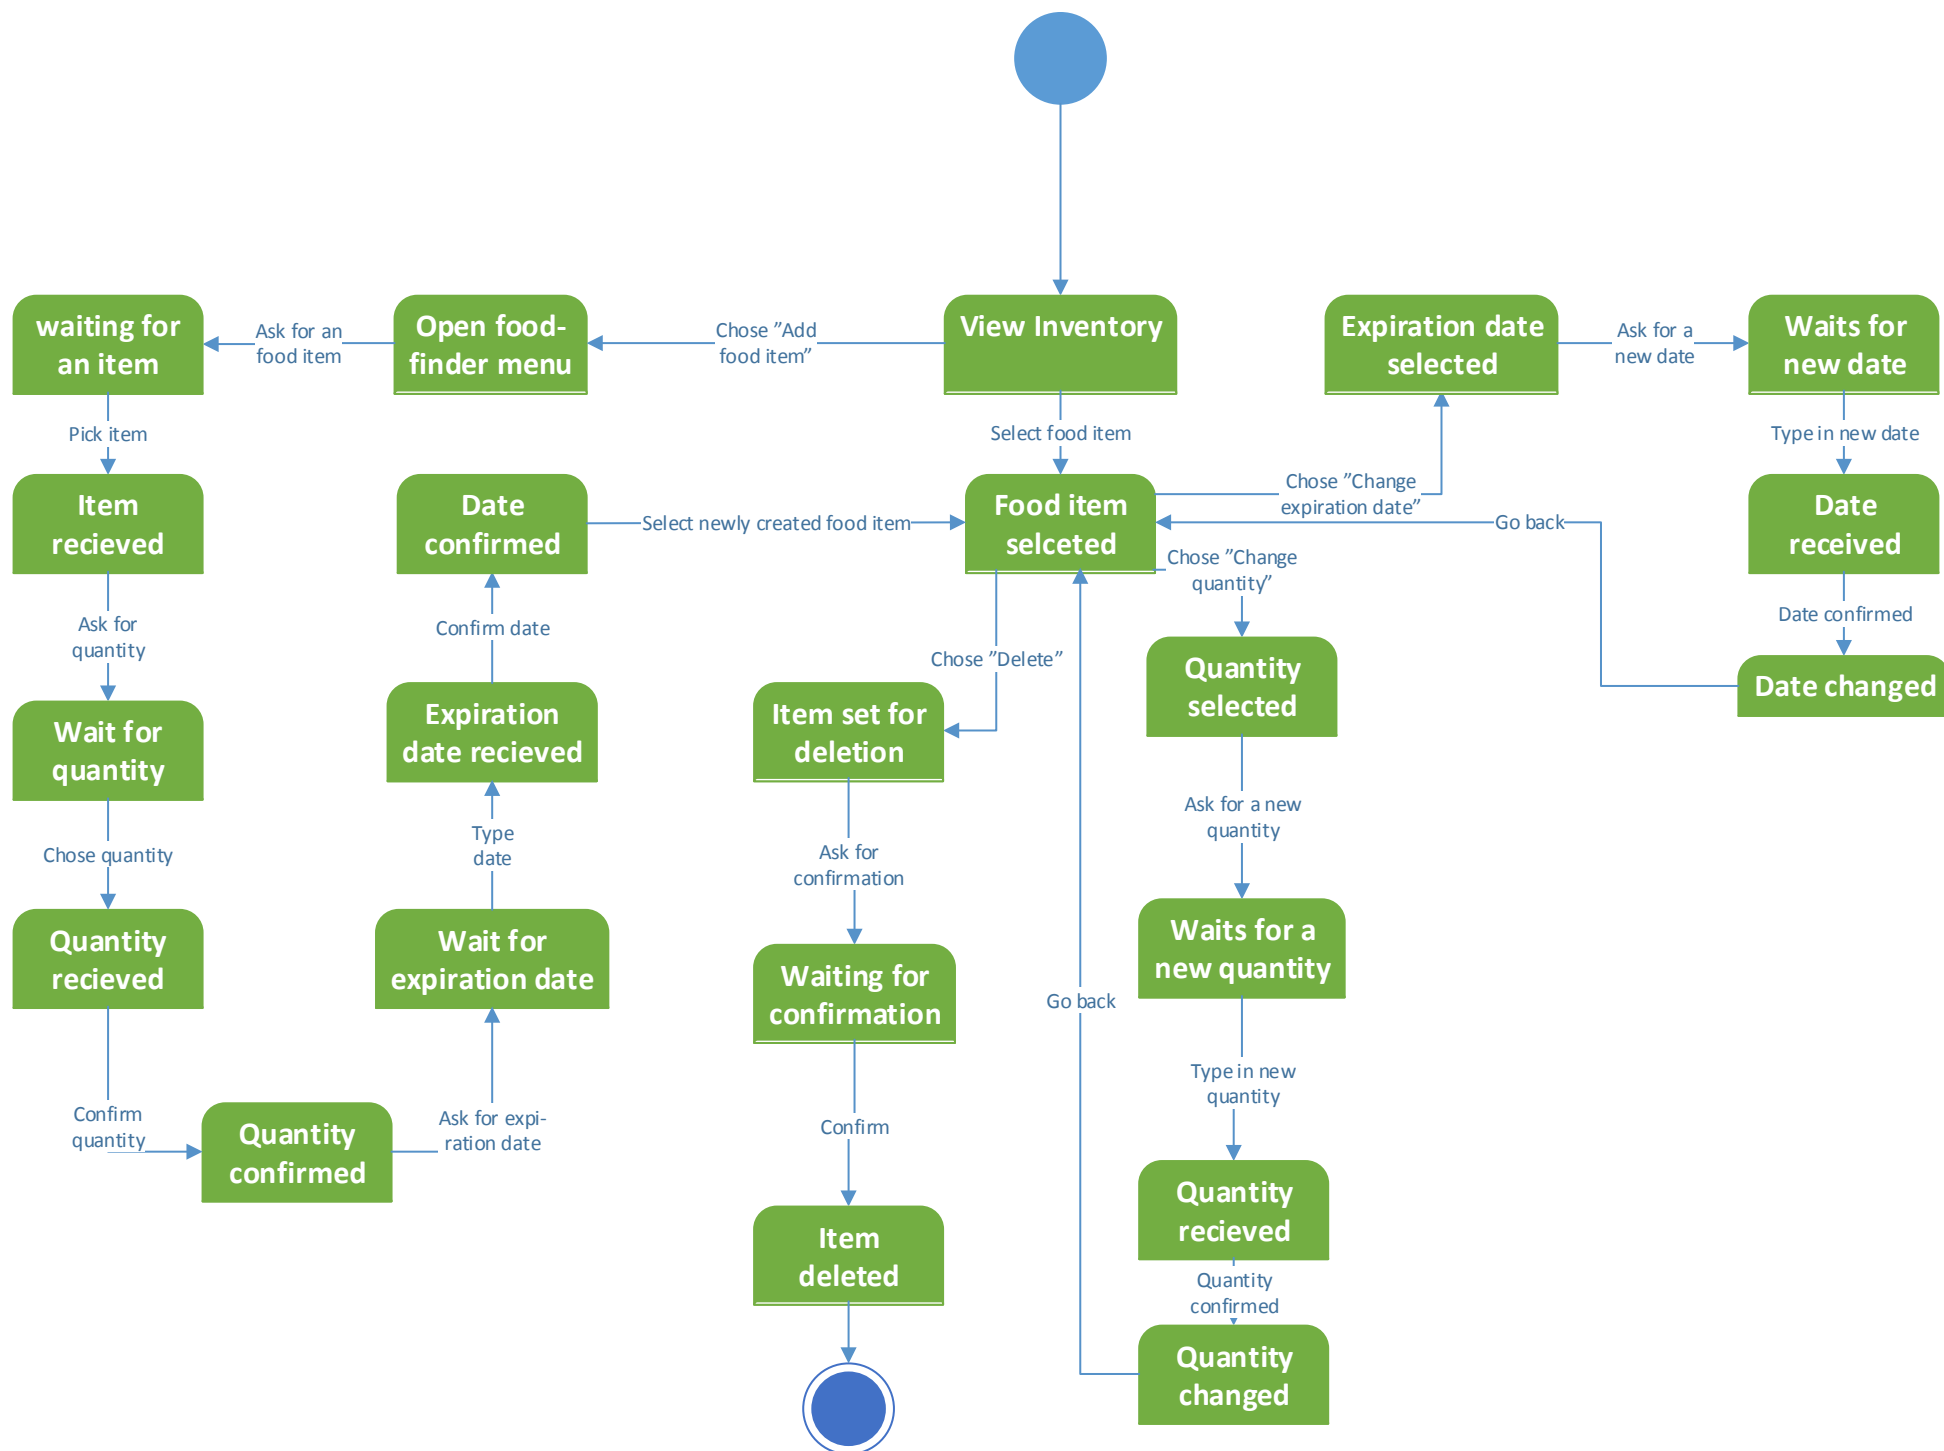 waiting for
an item
Ask for an
food item
Open food-
finder menu
Chose ”Add
food item”
View Inventory
Expiration date
selected
Ask for a
new date
Waits for
new date
Pick item
Select food item
Type in new date
Item
recieved
Date
confirmed
Select newly created food item
Food item
selceted
Chose ”Change
expiration date”
Go back
Date
received
Chose ”Change
quantity”
Ask for
quantity
Confirm date
Chose ”Delete”
Date confirmed
Quantity
selected
Date changed
Wait for
quantity
Expiration
date recieved
Item set for
deletion
Ask for a new
quantity
Chose quantity
Type
date
Ask for
confirmation
Quantity
recieved
Wait for
expiration date
Waiting for
confirmation
Waits for a
new quantity
Go back
Type in new
quantity
Confirm
quantity
Quantity
confirmed
Ask for expi-
ration date
Confirm
Quantity
recieved
Item
deleted
Quantity
confirmed
Quantity
changed